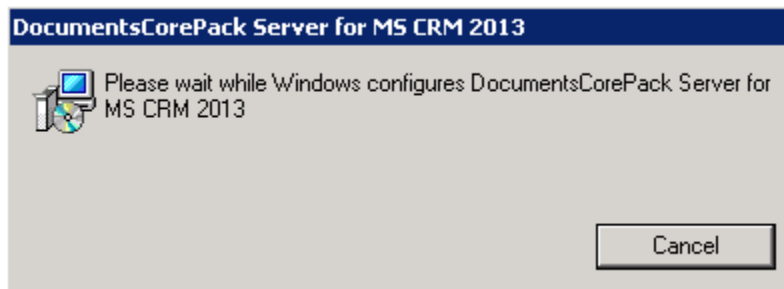 DocumentsCorePack Server for MS CRM 2013
Please wait while Windows configures DocumentsCorePack Server for
MS CRM 2013
Cancel